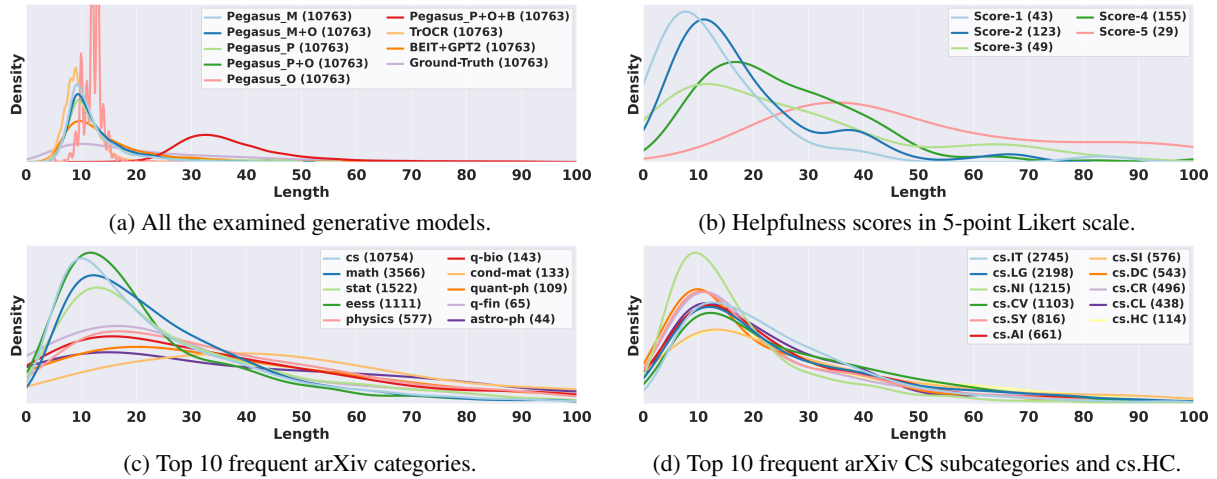 Pegasus_M (10763)
Pegasus_M+O (10763)
Pegasus_P (10763)
Pegasus_P+O (10763)
Pegasus_O (10763)
Pegasus_P+O+B (10763)
TrOCR (10763)
BEIT+GPT2 (10763)
Ground-Truth (10763)
Density
0 10 20 30 40 50 60 70 80 90 100
Length
(a) All the examined generative models.
Score-1 (43)
Score-2 (123)
Score-3 (49)
Score-4 (155)
Score-5 (29)
Density
0 10 20 30 40 50 60 70 80 90 100
Length
(b) Helpfulness scores in 5-point Likert scale.
cs (10754)
math (3566)
stat (1522)
eess (1111)
physics (577)
q-bio (143)
cond-mat (133)
quant-ph (109)
q-fin (65)
astro-ph (44)
Density
0 10 20 30 40 50 60 70 80 90 100
Length
(c) Top 10 frequent arXiv categories.
cs.IT (2745)
cs.LG (2198)
cs.NI (1215)
cs.CV (1103)
cs.SY (816)
cs.AI (661)
cs.SI (576)
cs.DC (543)
cs.CR (496)
cs.CL (438)
cs.HC (114)
Density
0 10 20 30 40 50 60 70 80 90 100
Length
(d) Top 10 frequent arXiv CS subcategories and cs.HC.